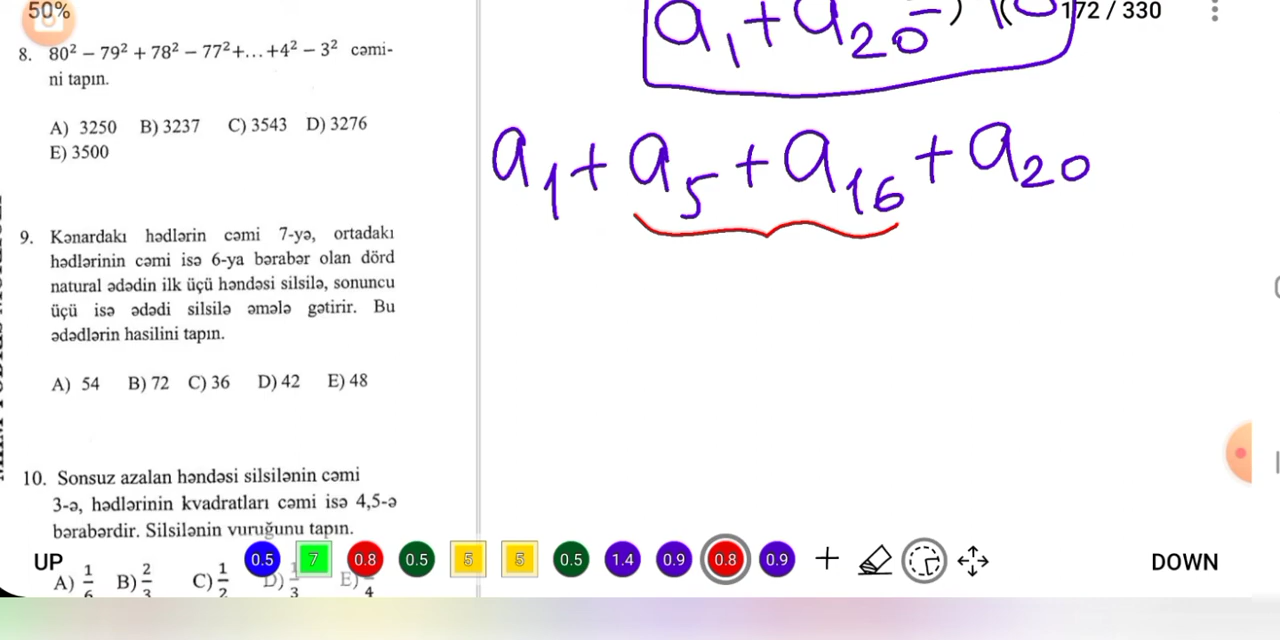 50%
172 / 330
8. 80² − 79² + 78² − 77²+...+4² − 3² cəmi-
ni tapın.
A) 3250 B) 3237 C) 3543 D) 3276
E) 3500
9. Kənardakı hədlərin cəmi 7-yə, ortadakı
hədlərinin cəmi isə 6-ya bərabər olan dörd
natural ədədin ilk üçü həndəsi silsilə, sonuncu
üçü isə ədədi silsilə əmələ gətirir. Bu
ədədlərin hasilini tapın.
A) 54 B) 72 C) 36 D) 42 E) 48
10. Sonsuz azalan həndəsi silsilənin cəmi
3-ə, hədlərinin kvadratları cəmi isə 4,5-ə
bərabərdir. Silsilənin vuruğunu tapın.
A) 1/6 B) 2/3 C) 1/2 D) 1/3 E)
a₁ + a₂₀ =
a₁ + a₅ + a₁₆ + a₂₀
UP 0.5 7 0.8 0.5 5 5 0.5 1.4 0.9 0.8 0.9 DOWN